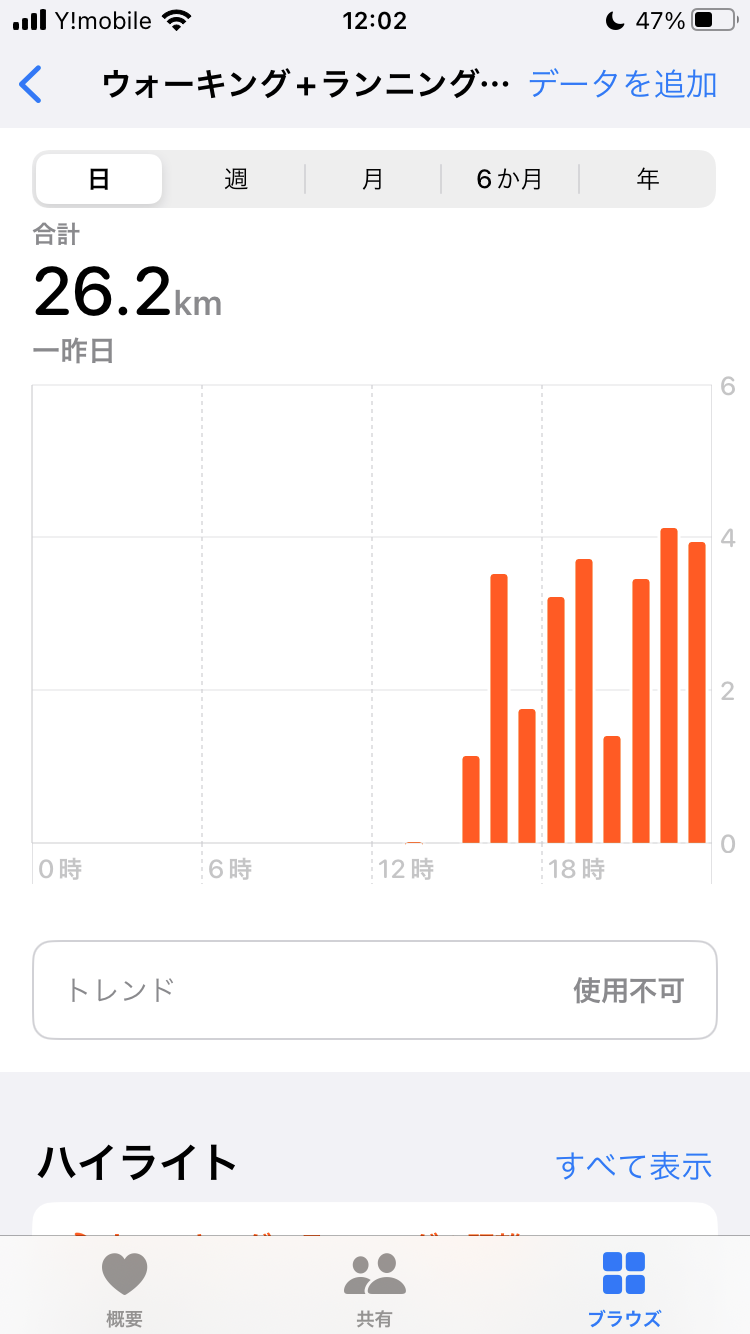 Y!mobile 12:02 47%
ウォーキング+ランニング… データを追加
日 週 月 6か月 年
合計
26.2km
一昨日
6
4
2
0
0時 6時 12時 18時
トレンド 使用不可
ハイライト すべて表示
概要 共有 ブラウズ